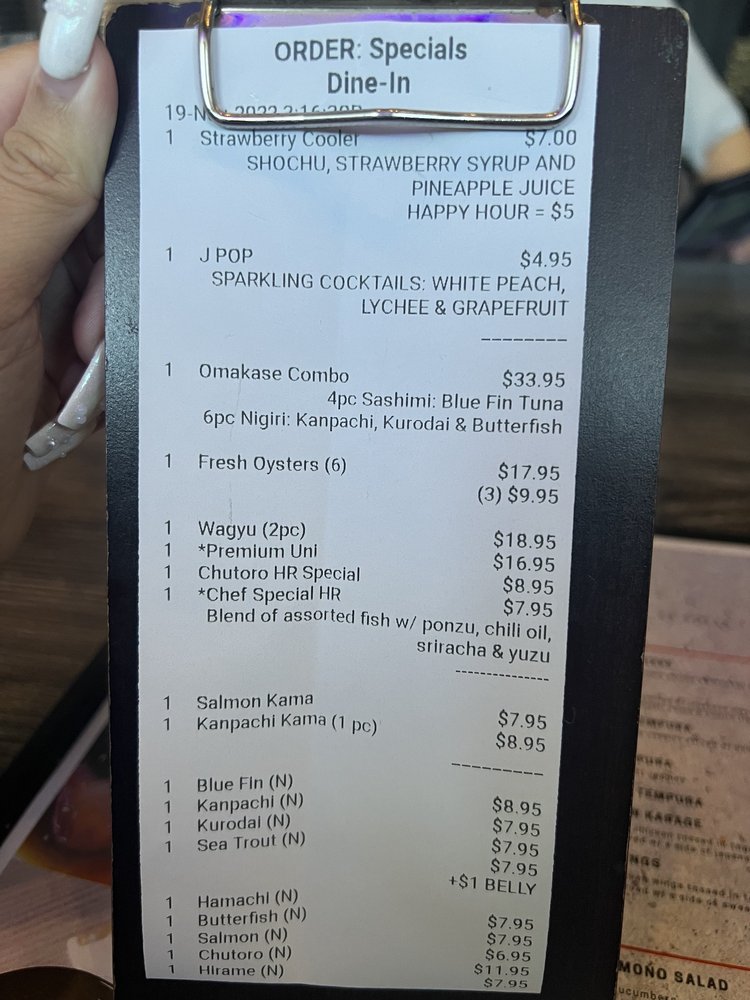 ORDER: Specials
Dine-In
1 Strawberry Cooler $7.00
SHOCHU, STRAWBERRY SYRUP AND
PINEAPPLE JUICE
HAPPY HOUR = $5
1 J POP $4.95
SPARKLING COCKTAILS: WHITE PEACH,
LYCHEE & GRAPEFRUIT
--------
1 Omakase Combo $33.95
4pc Sashimi: Blue Fin Tuna
6pc Nigiri: Kanpachi, Kurodai & Butterfish
1 Fresh Oysters (6) $17.95
(3) $9.95
1 Wagyu (2pc) $18.95
1 *Premium Uni $16.95
1 Chutoro HR Special $8.95
1 *Chef Special HR $7.95
Blend of assorted fish w/ ponzu, chili oil,
sriracha & yuzu
---------------
1 Salmon Kama $7.95
1 Kanpachi Kama (1 pc) $8.95
---------
1 Blue Fin (N) $8.95
1 Kanpachi (N) $7.95
1 Kurodai (N) $7.95
1 Sea Trout (N) $7.95
+$1 BELLY
1 Hamachi (N) $7.95
1 Butterfish (N) $7.95
1 Salmon (N) $6.95
1 Chutoro (N) $11.95
1 Hirame (N) $7.95
TEMPURA
KARAGE
NGS
MONO SALAD